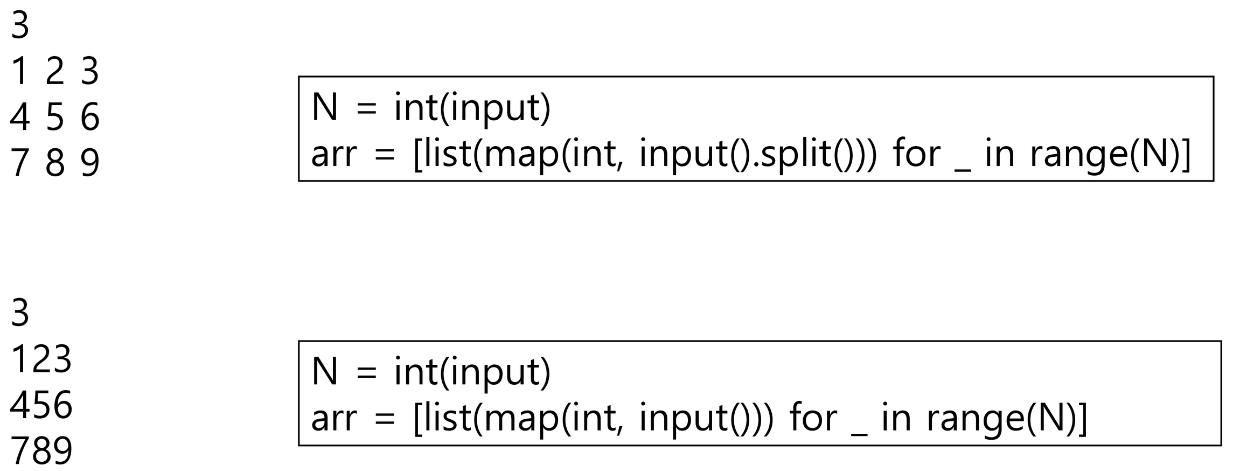 3
1 2 3
4 5 6
7 8 9
N = int(input)
arr = [list(map(int, input().split())) for _ in range(N)]
3
123
456
789
N = int(input)
arr = [list(map(int, input())) for _ in range(N)]